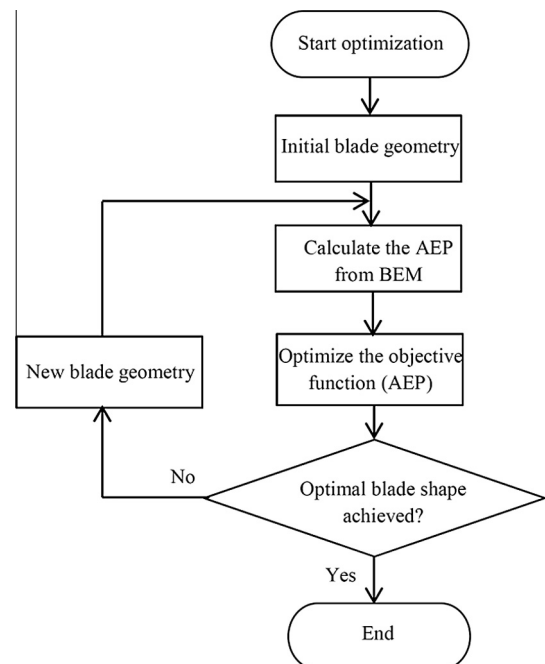 Start optimization
Initial blade geometry
Calculate the AEP
from BEM
Optimize the objective
function (AEP)
New blade geometry
No
Optimal blade shape
achieved?
Yes
End